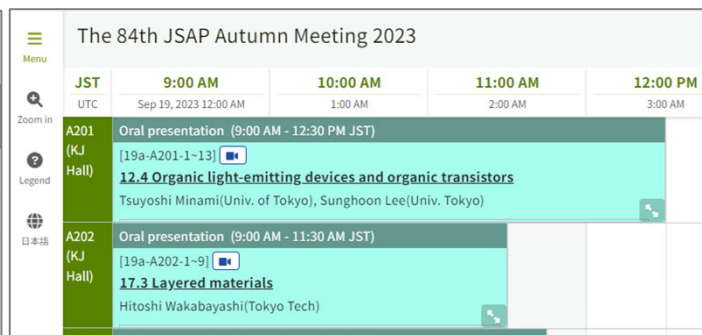 The 84th JSAP Autumn Meeting 2023
Menu
Zoom in
Legend
日本語
JST 9:00 AM 10:00 AM 11:00 AM 12:00 PM
UTC Sep 19, 2023 12:00 AM 1:00 AM 2:00 AM 3:00 AM
A201 (KJ Hall)
Oral presentation (9:00 AM - 12:30 PM JST)
[19a-A201-1~13]
12.4 Organic light-emitting devices and organic transistors
Tsuyoshi Minami(Univ. of Tokyo), Sunghoon Lee(Univ. Tokyo)
A202 (KJ Hall)
Oral presentation (9:00 AM - 11:30 AM JST)
[19a-A202-1~9]
17.3 Layered materials
Hitoshi Wakabayashi(Tokyo Tech)